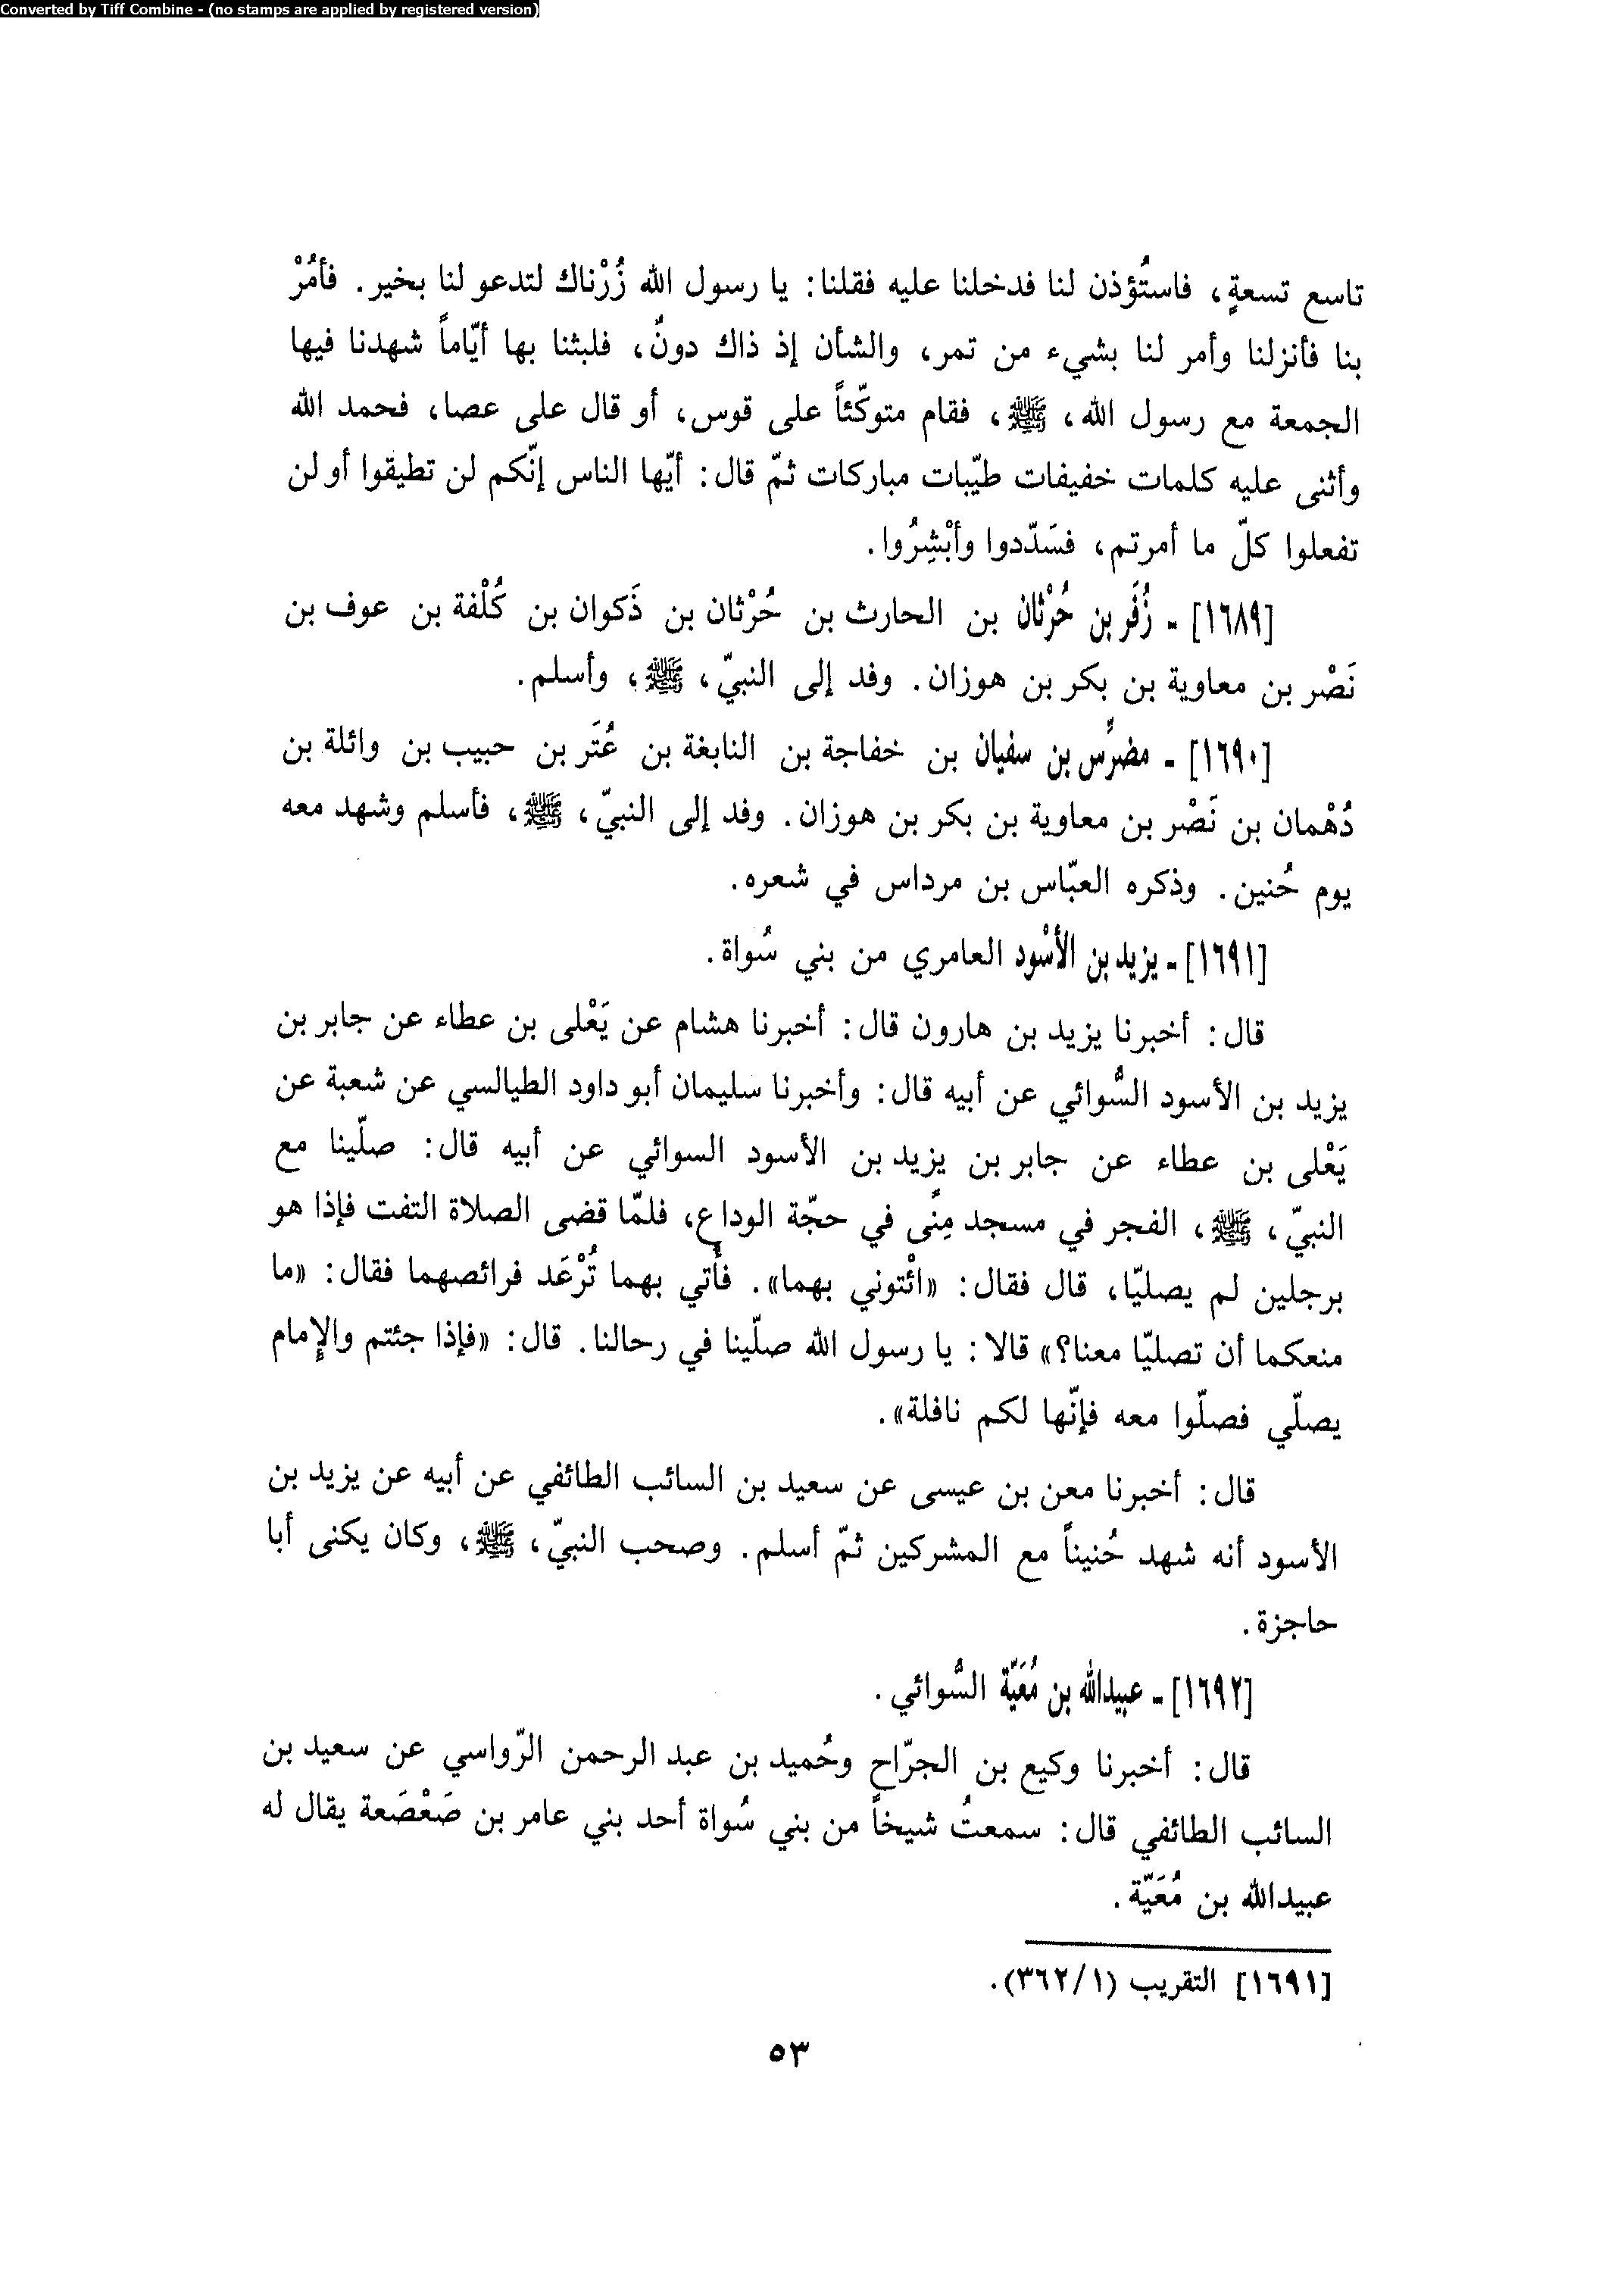 Converted by Tiff Combine - (no stamps are applied by registered version)
تاسع تسعةٍ، فاستُؤذن لنا فدخلنا عليه فقلنا: يا رسول الله زُرْناك لتدعو لنا بخير. فأمُرْ
بنا فأنزلنا وأمر لنا بشيء من تمر، والشأن إذ ذاك دونٌ، فلبثنا بها أيّاماً شهدنا فيها
الجمعة مع رسول الله، ﷺ، فقام متوكّئاً على قوس، أو قال على عصا، فحمد الله
وأثنى عليه كلمات خفيفات طيّبات مباركات ثمّ قال: أيّها الناس إنّكم لن تطيقوا أو لن
تفعلوا كلّ ما أمرتم، فسَدّدوا وأبْشِرُوا.
[١٦٨٩] - زُفَر بن حُرْثان بن الحارث بن حُرْثان بن ذَكوان بن كُلْفة بن عوف بن
نَصْر بن معاوية بن بكر بن هوزان. وفد إلى النبيّ، ﷺ، وأسلم.
[١٦٩٠] - مضرِّس بن سفيان بن خفاجة بن النابغة بن عُتَر بن حبيب بن وائلة بن
دُهْمان بن نَصْر بن معاوية بن بكر بن هوزان. وفد إلى النبيّ، ﷺ، فأسلم وشهد معه
يوم حُنين. وذكره العبّاس بن مرداس في شعره.
[١٦٩١] - يزيد بن الأسْود العامري من بني سُواة.
قال: أخبرنا يزيد بن هارون قال: أخبرنا هشام عن يَعْلى بن عطاء عن جابر بن
يزيد بن الأسود السُّوائي عن أبيه قال: وأخبرنا سليمان أبو داود الطيالسي عن شعبة عن
يَعْلى بن عطاء عن جابر بن يزيد بن الأسود السوائي عن أبيه قال: صلّينا مع
النبيّ، ﷺ، الفجر في مسجد مِنًى في حجّة الوداع، فلمّا قضى الصلاة التفت فإذا هو
برجلين لم يصليّا، قال فقال: «ائْتوني بهما». فأُتي بهما تُرْعَد فرائصهما فقال: «ما
منعكما أن تصليّا معنا؟» قالا: يا رسول الله صلّينا في رحالنا. قال: «فإذا جئتم والإمام
يصلّي فصلّوا معه فإنّها لكم نافلة».
قال: أخبرنا معن بن عيسى عن سعيد بن السائب الطائفي عن أبيه عن يزيد بن
الأسود أنه شهد حُنيناً مع المشركين ثمّ أسلم. وصحب النبيّ، ﷺ، وكان يكنى أبا
حاجزة.
[١٦٩٢] - عبيدالله بن مُعَيّة السُّوائي.
قال: أخبرنا وكيع بن الجرّاح وحُميد بن عبد الرحمن الرّواسي عن سعيد بن
السائب الطائفي قال: سمعتُ شيخاً من بني سُواة أحد بني عامر بن صَعْصَعة يقال له
عبيدالله بن مُعَيّة.
[١٦٩١] التقريب (٣٦٢/١).
٥٣